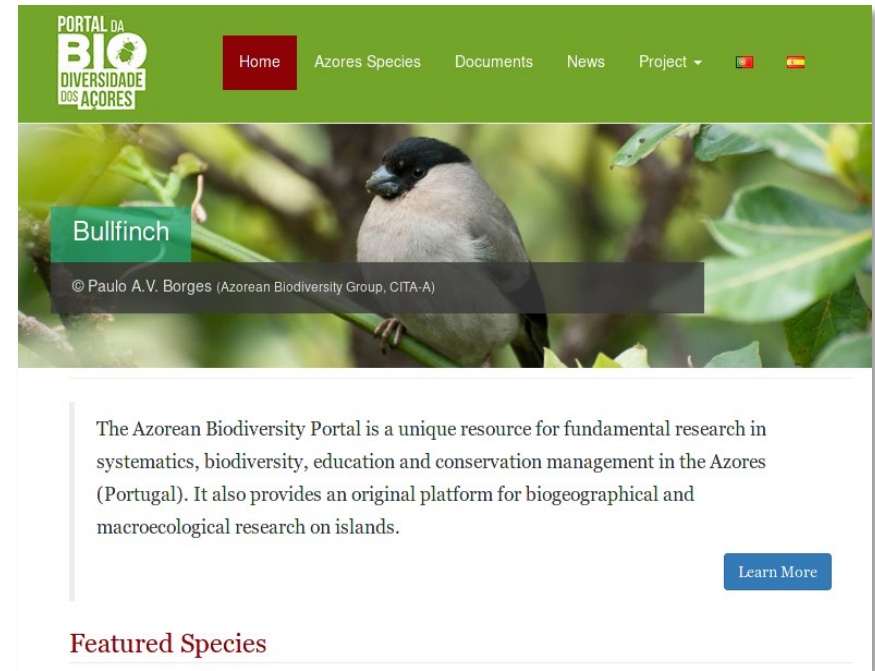 PORTAL DA
BIO
DIVERSIDADE
DOS AÇORES
Home Azores Species Documents News Project
Bullfinch
© Paulo A.V. Borges (Azorean Biodiversity Group, CITA-A)
The Azorean Biodiversity Portal is a unique resource for fundamental research in
systematics, biodiversity, education and conservation management in the Azores
(Portugal). It also provides an original platform for biogeographical and
macroecological research on islands.
Learn More
Featured Species